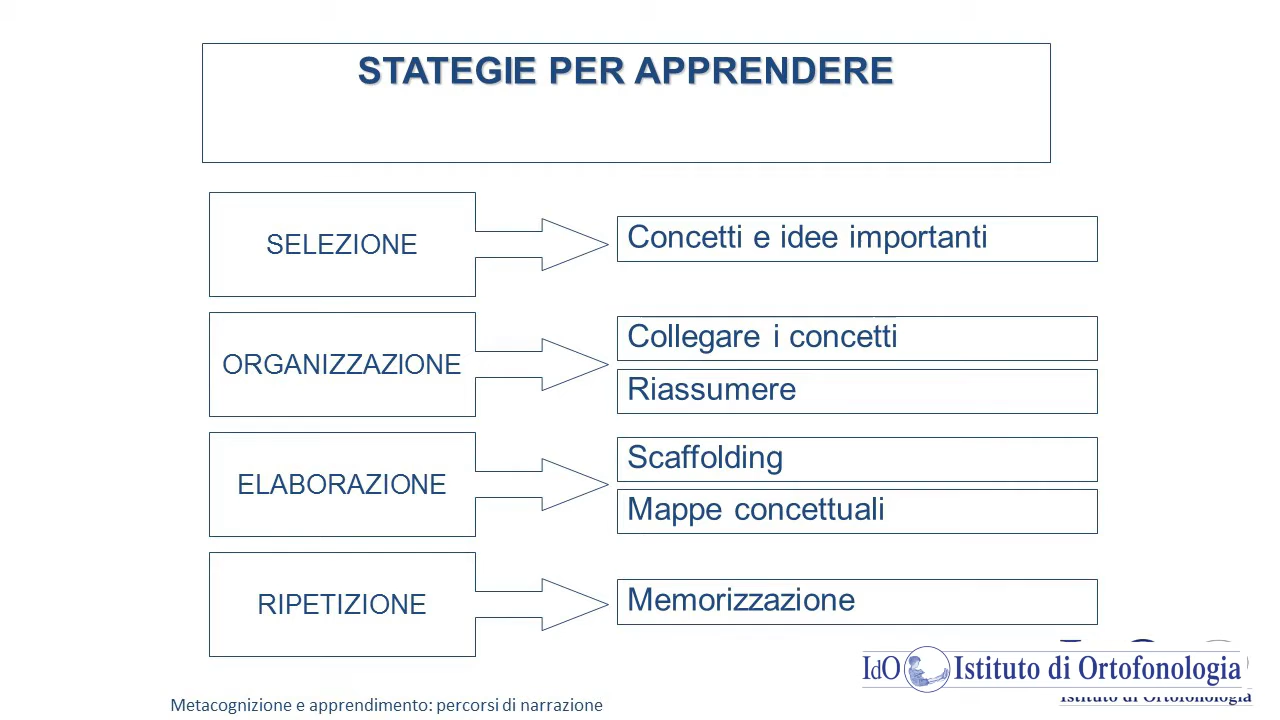 STATEGIE PER APPRENDERE
SELEZIONE
Concetti e idee importanti
ORGANIZZAZIONE
Collegare i concetti
Riassumere
ELABORAZIONE
Scaffolding
Mappe concettuali
RIPETIZIONE
Memorizzazione
IdO Istituto di Ortofonologia
Istituto di Ortofonologia
Metacognizione e apprendimento: percorsi di narrazione